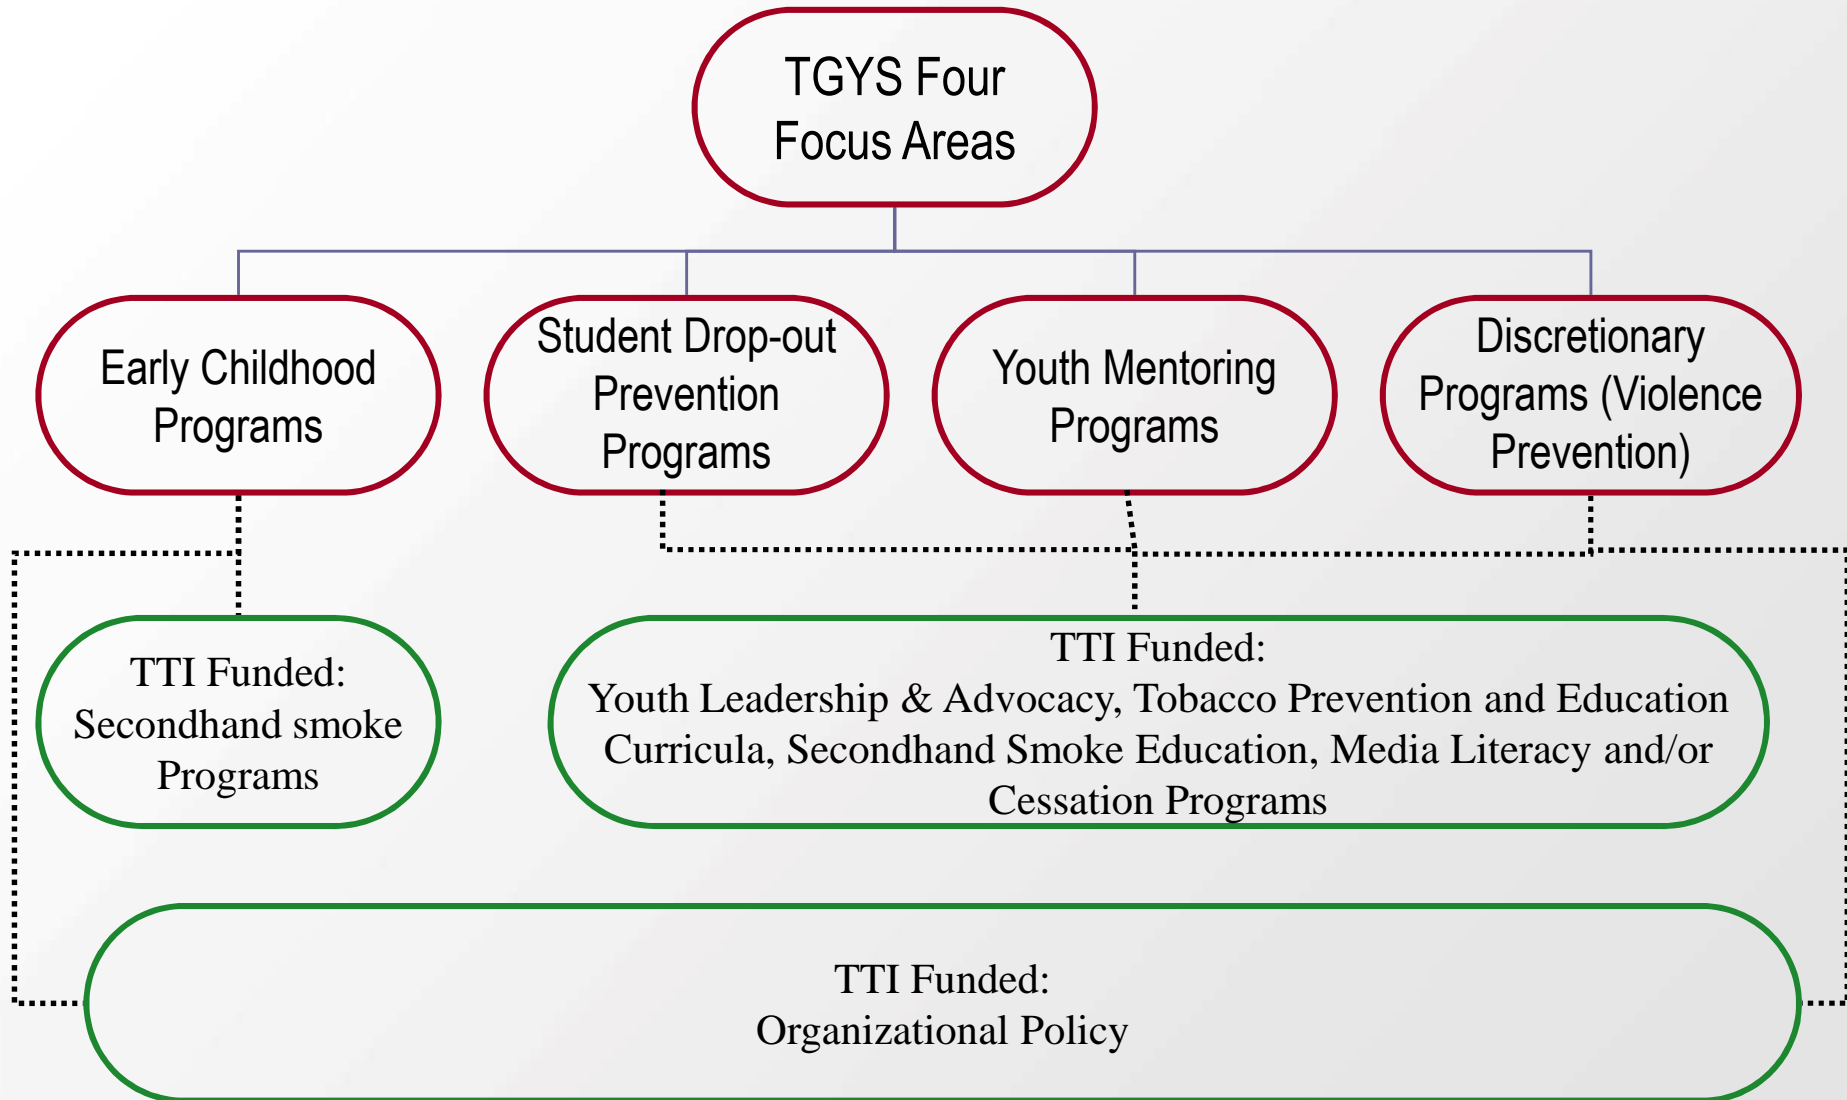 TGYS Four
Focus Areas
Early Childhood
Programs
Student Drop-out
Prevention
Programs
Youth Mentoring
Programs
Discretionary
Programs (Violence
Prevention)
TTI Funded:
Secondhand smoke
Programs
TTI Funded:
Youth Leadership & Advocacy, Tobacco Prevention and Education
Curricula, Secondhand Smoke Education, Media Literacy and/or
Cessation Programs
TTI Funded:
Organizational Policy